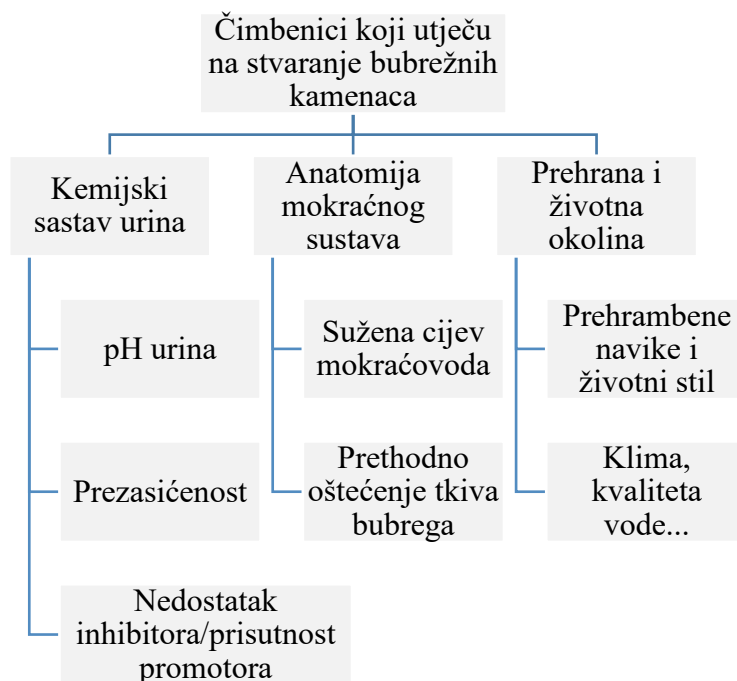 Čimbenici koji utječu
na stvaranje bubrežnih
kamenaca
Kemijski
sastav urina
pH urina
Prezasićenost
Nedostatak
inhibitora/prisutnost
promotora
Anatomija
mokraćnog
sustava
Sužena cijev
mokraćovoda
Prethodno
oštećenje tkiva
bubrega
Prehrana i
životna
okolina
Prehrambene
navike i
životni stil
Klima,
kvaliteta
vode...